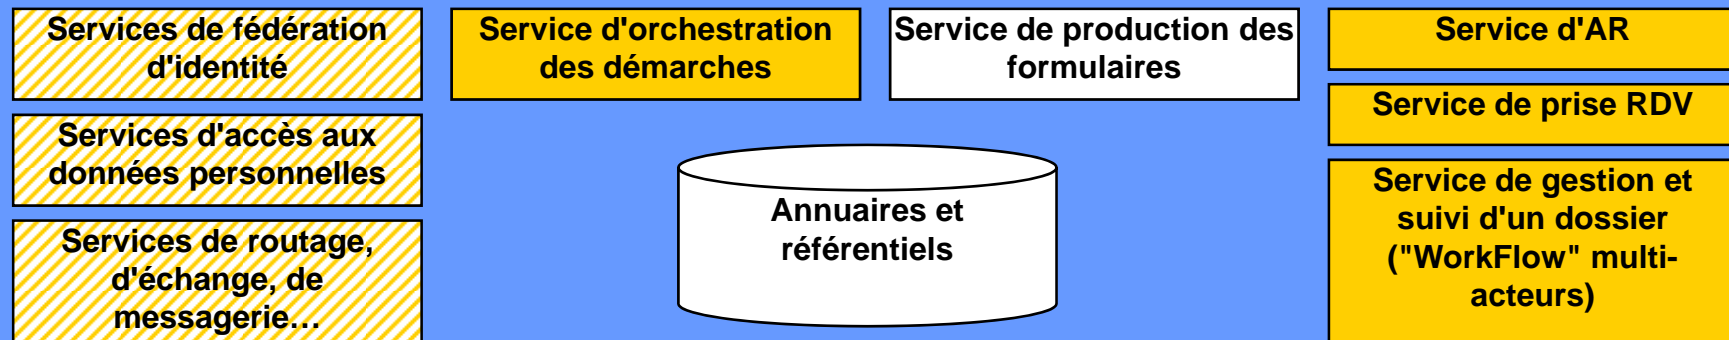 Services de fédération
d'identité
Service d'orchestration
des démarches
Service de production des
formulaires
Service d'AR
Service de prise RDV
Services d'accès aux
données personnelles
Annuaires et
référentiels
Service de gestion et
suivi d'un dossier
("WorkFlow" multi-
acteurs)
Services de routage,
d'échange, de
messagerie…